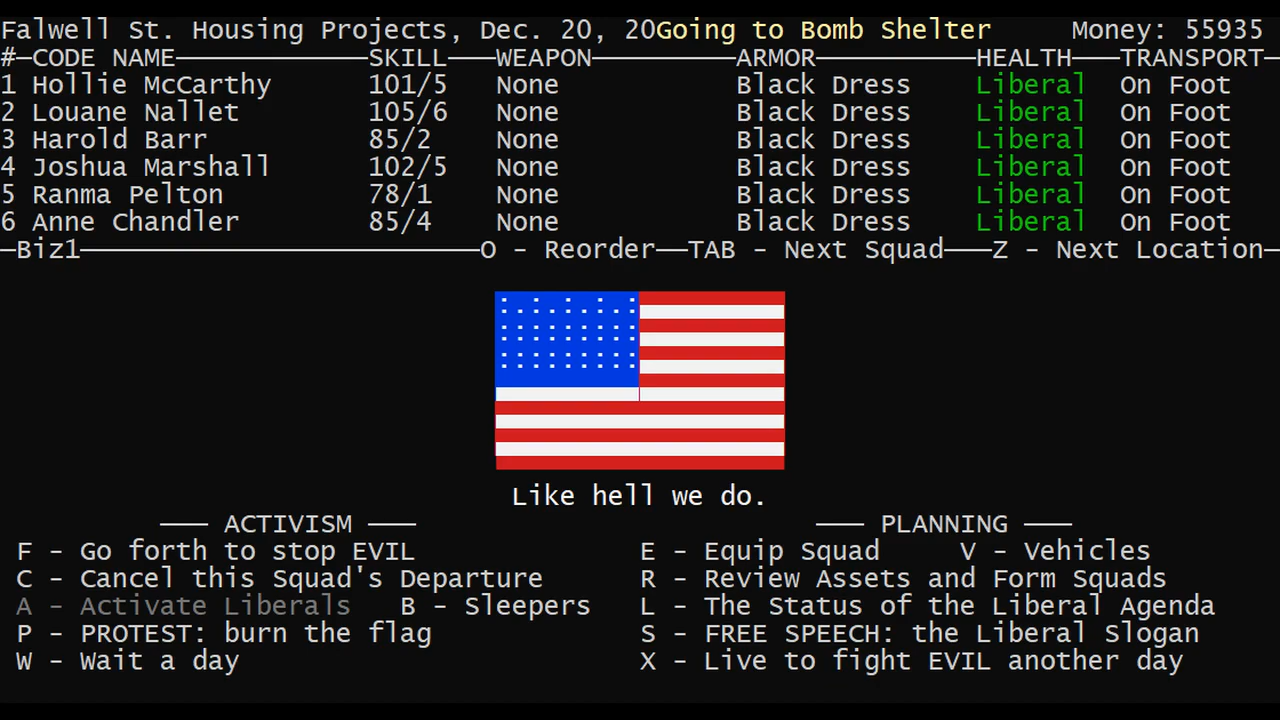 Falwell St. Housing Projects, Dec. 20, 20Going to Bomb Shelter Money: 55935
#—CODE NAME SKILL WEAPON ARMOR HEALTH TRANSPORT
1 Hollie McCarthy 101/5 None Black Dress Liberal On Foot
2 Louane Nallet 105/6 None Black Dress Liberal On Foot
3 Harold Barr 85/2 None Black Dress Liberal On Foot
4 Joshua Marshall 102/5 None Black Dress Liberal On Foot
5 Ranma Pelton 78/1 None Black Dress Liberal On Foot
6 Anne Chandler 85/4 None Black Dress Liberal On Foot
—Biz1 O - Reorder—TAB - Next Squad—Z - Next Location—
Like hell we do.
— ACTIVISM — — PLANNING —
F - Go forth to stop EVIL E - Equip Squad V - Vehicles
C - Cancel this Squad's Departure R - Review Assets and Form Squads
A - Activate Liberals B - Sleepers L - The Status of the Liberal Agenda
P - PROTEST: burn the flag S - FREE SPEECH: the Liberal Slogan
W - Wait a day X - Live to fight EVIL another day